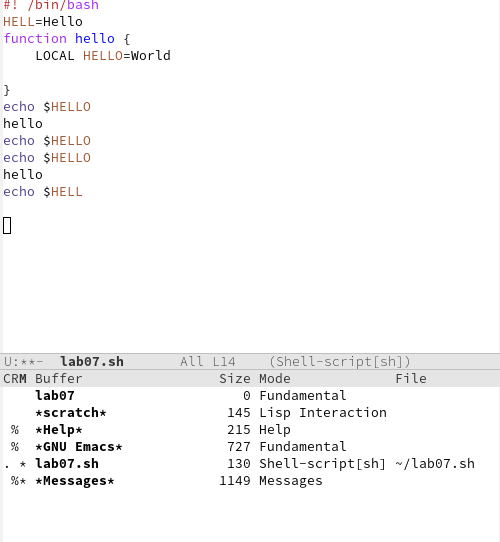 #! /bin/bash
HELL=Hello
function hello {
    LOCAL HELLO=World
}
echo $HELLO
hello
echo $HELLO
echo $HELLO
hello
echo $HELL
U:**-  lab07.sh       All L14    (Shell-script[sh])
CRM Buffer                 Size Mode             File
    lab07                     0 Fundamental
    *scratch*               145 Lisp Interaction
 %  *Help*                  215 Help
 %  *GNU Emacs*             727 Fundamental
. * lab07.sh                130 Shell-script[sh] ~/lab07.sh
 %* *Messages*             1149 Messages